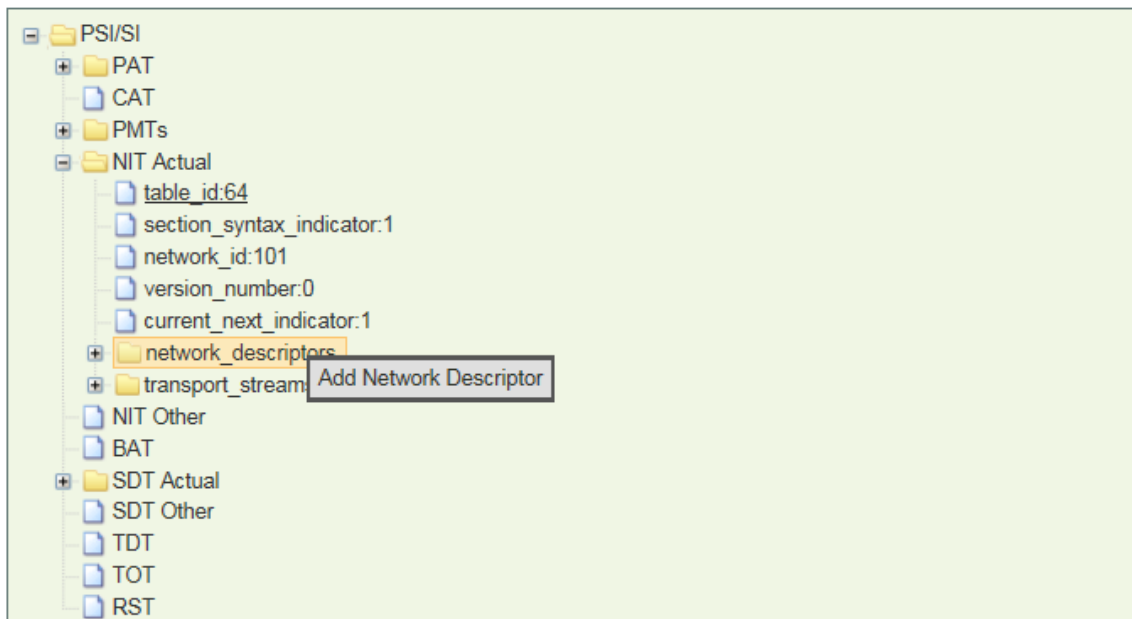 PSI/SI
PAT
CAT
PMTs
NIT Actual
table_id:64
section_syntax_indicator:1
network_id:101
version_number:0
current_next_indicator:1
network_descriptors
Add Network Descriptor
transport_streams
NIT Other
BAT
SDT Actual
SDT Other
TDT
TOT
RST